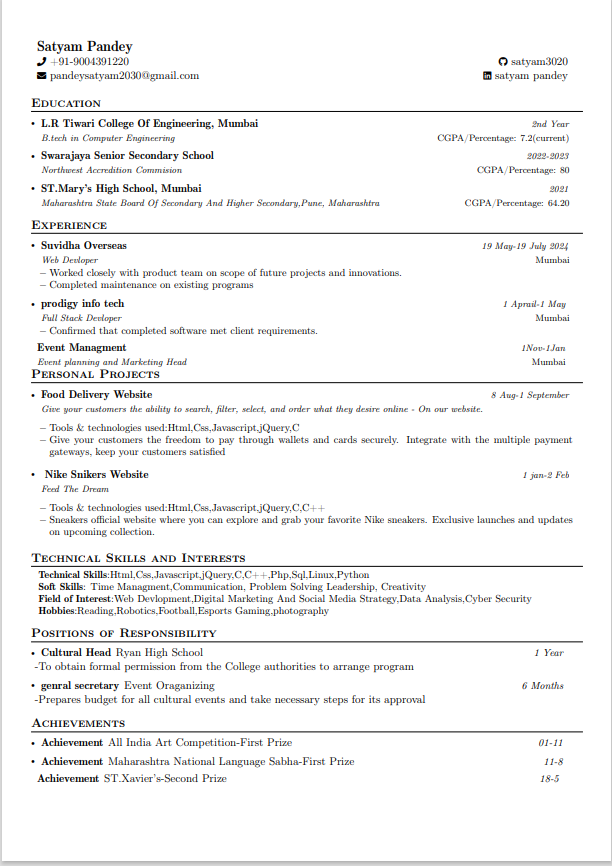 Satyam Pandey
+91-9004391220 satyam3020
pandeysatyam2030@gmail.com satyam pandey
Education
• L.R Tiwari College Of Engineering, Mumbai 2nd Year
B.tech in Computer Engineering CGPA/Percentage: 7.2(current)
• Swarajaya Senior Secondary School 2022-2023
Northwest Accredition Commision CGPA/Percentage: 80
• ST.Mary's High School, Mumbai 2021
Maharashtra State Board Of Secondary And Higher Secondary,Pune, Maharashtra CGPA/Percentage: 64.20
Experience
• Suvidha Overseas 19 May-19 July 2024
Web Devloper Mumbai
– Worked closely with product team on scope of future projects and innovations.
– Completed maintenance on existing programs
• prodigy info tech 1 Aprail-1 May
Full Stack Devloper Mumbai
– Confirmed that completed software met client requirements.
Event Managment 1Nov-1Jan
Event planning and Marketing Head Mumbai
Personal Projects
• Food Delivery Website 8 Aug-1 September
Give your customers the ability to search, filter, select, and order what they desire online - On our website.
– Tools & technologies used:Html,Css,Javascript,jQuery,C
– Give your customers the freedom to pay through wallets and cards securely. Integrate with the multiple payment
gateways, keep your customers satisfied
• Nike Snikers Website 1 jan-2 Feb
Feed The Dream
– Tools & technologies used:Html,Css,Javascript,jQuery,C,C++
– Sneakers official website where you can explore and grab your favorite Nike sneakers. Exclusive launches and updates
on upcoming collection.
Technical Skills and Interests
Technical Skills:Html,Css,Javascript,jQuery,C,C++,Php,Sql,Linux,Python
Soft Skills: Time Managment,Communication, Problem Solving Leadership, Creativity
Field of Interest:Web Devlopment,Digital Marketing And Social Media Strategy,Data Analysis,Cyber Security
Hobbies:Reading,Robotics,Football,Esports Gaming,photography
Positions of Responsibility
• Cultural Head Ryan High School 1 Year
-To obtain formal permission from the College authorities to arrange program
• genral secretary Event Oraganizing 6 Months
-Prepares budget for all cultural events and take necessary steps for its approval
Achievements
• Achievement All India Art Competition-First Prize 01-11
• Achievement Maharashtra National Language Sabha-First Prize 11-8
Achievement ST.Xavier's-Second Prize 18-5